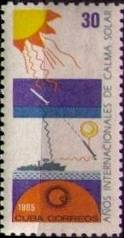 30
AÑOS INTERNACIONALES DE CALMA SOLAR
1965
CUBA CORREOS